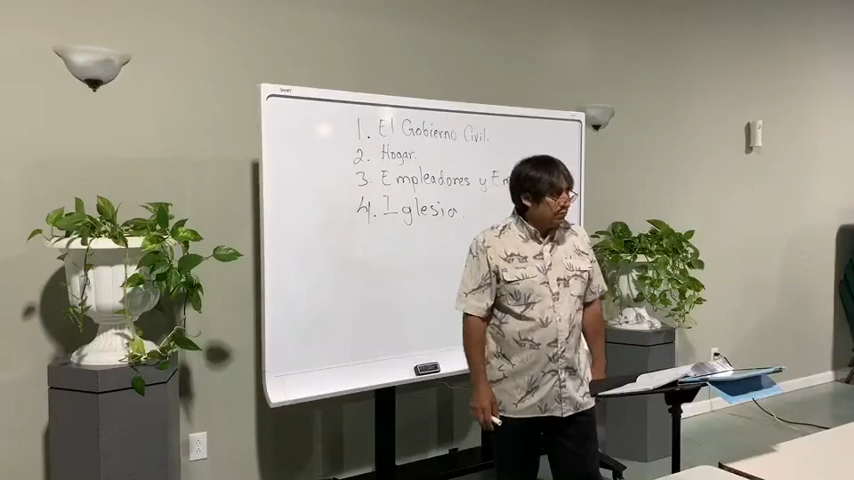 1. El Gobierno Civil.
2. Hogar.
3. Empleadores y
4. Iglesia.